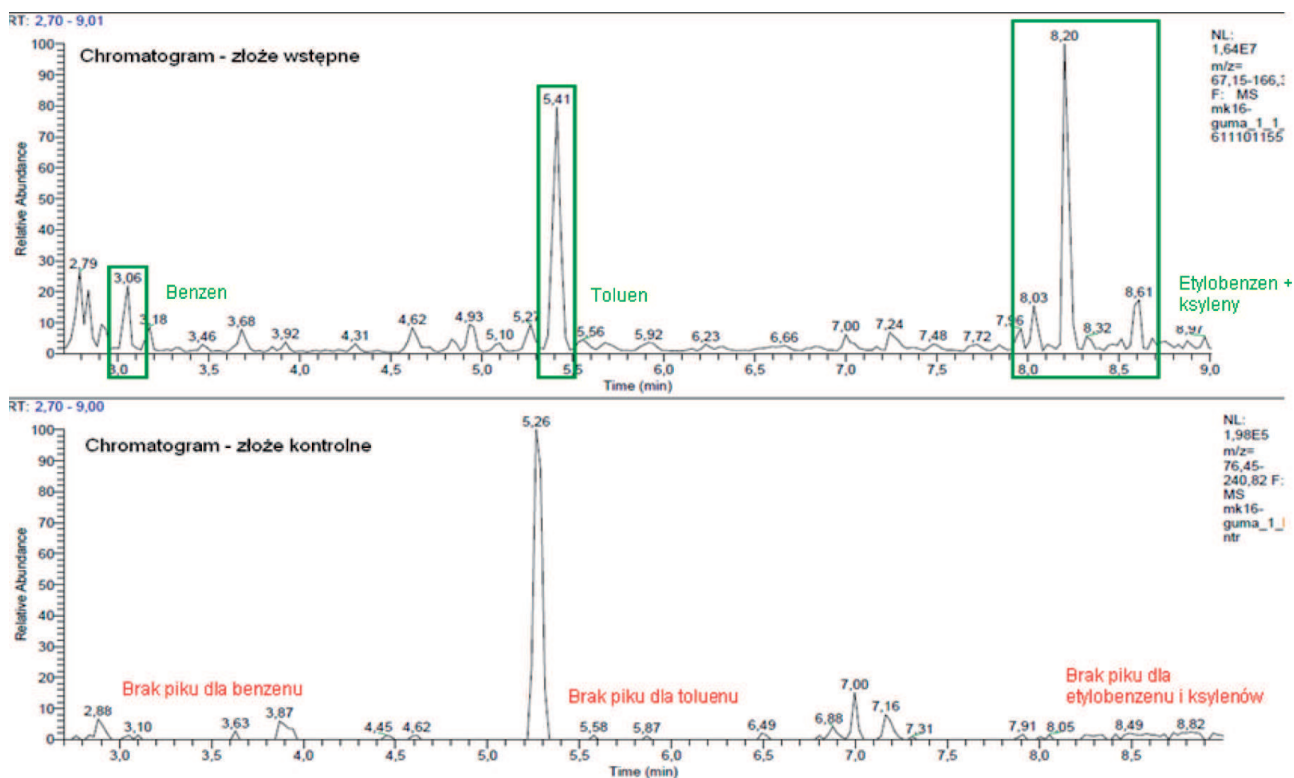 RT: 2,70 - 9,01
Chromatogram - złoże wstępne
Relative Abundance
100
90
80
70
60
50
40
30
20
10
0
2,79
3,06
3,18
3,46
3,68
3,92
4,31
4,62
4,93
5,10
5,27
5,41
5,56
5,92
6,23
6,66
7,00
7,24
7,48
7,72
7,96
8,03
8,20
8,32
8,61
8,97
Benzen
Toluen
Etylobenzen +
ksyleny
NL:
1,64E7
m/z=
67,15-166,3
F: MS
mk16-
guma_1_1_
611101155
3,0 3,5 4,0 4,5 5,0 5,5 6,0 6,5 7,0 7,5 8,0 8,5 9,0
Time (min)
RT: 2,70 - 9,00
Chromatogram - złoże kontrolne
Relative Abundance
100
90
80
70
60
50
40
30
20
10
0
2,88
3,10
3,63
3,87
4,45
4,62
5,26
5,58
5,87
6,49
6,88
7,00
7,16
7,31
7,91
8,05
8,49
8,82
Brak piku dla benzenu
Brak piku dla toluenu
Brak piku dla
etylobenzenu i ksylenów
NL:
1,98E5
m/z=
76,45-
240,82 F:
MS
mk16-
guma_1_
ntr
3,0 3,5 4,0 4,5 5,0 5,5 6,0 6,5 7,0 7,5 8,0 8,5
Time (min)